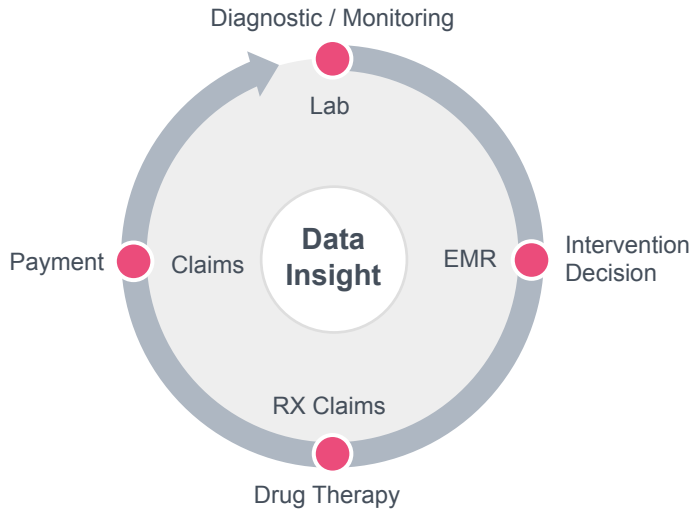 Diagnostic / Monitoring
Lab
Data
Insight
Payment
Claims
EMR
Intervention
Decision
RX Claims
Drug Therapy